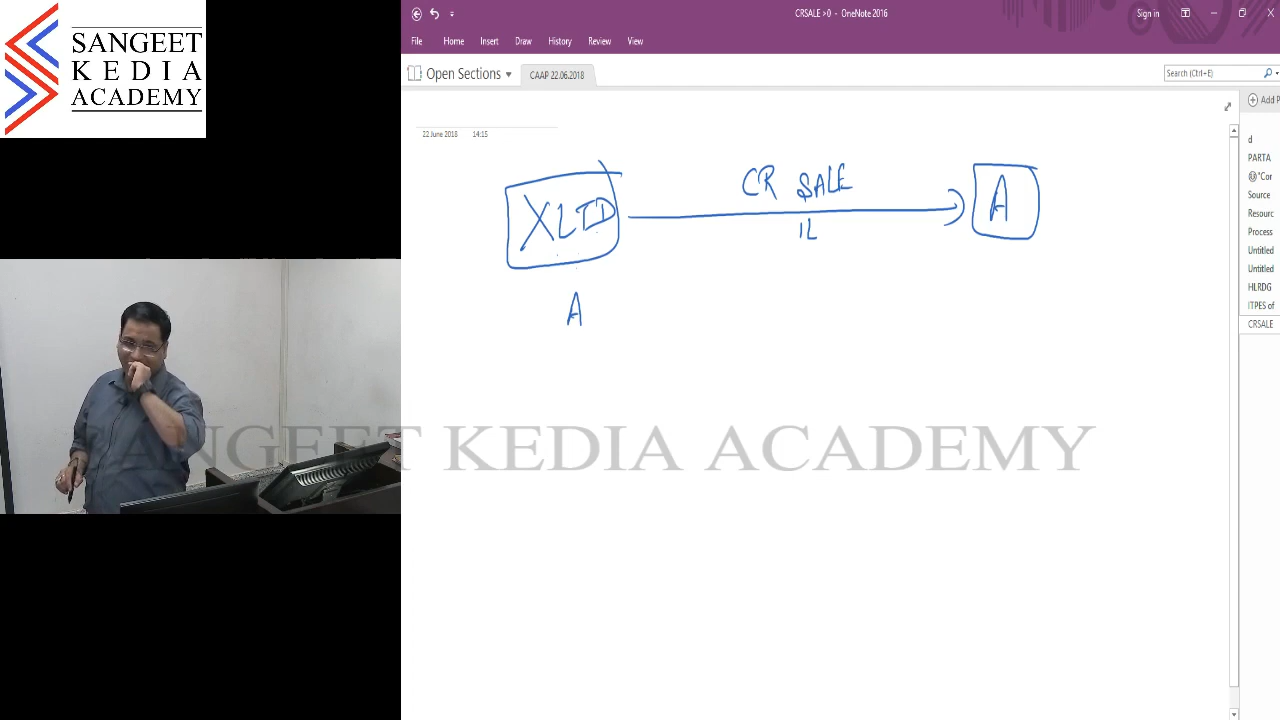 SANGEET
KEDIA
ACADEMY
CRSALE >0 - OneNote 2016
Sign in
File Home Insert Draw History Review View
Open Sections
CAAP 22.06.2018
Search (Ctrl+E)
Add P
22 June 2018 14:15
d
PARTA
"Cor
Source
Resourc
Process
Untitled
Untitled
HLRDG
ITPES of
CRSALE
XLTD
CR SALE
1L
A
A
SANGEET KEDIA ACADEMY